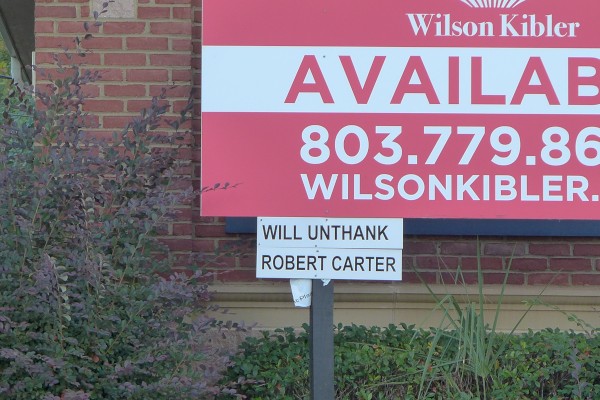 Wilson Kibler
AVAILAB
803.779.86
WILSONKIBLER.
WILL UNTHANK
ROBERT CARTER